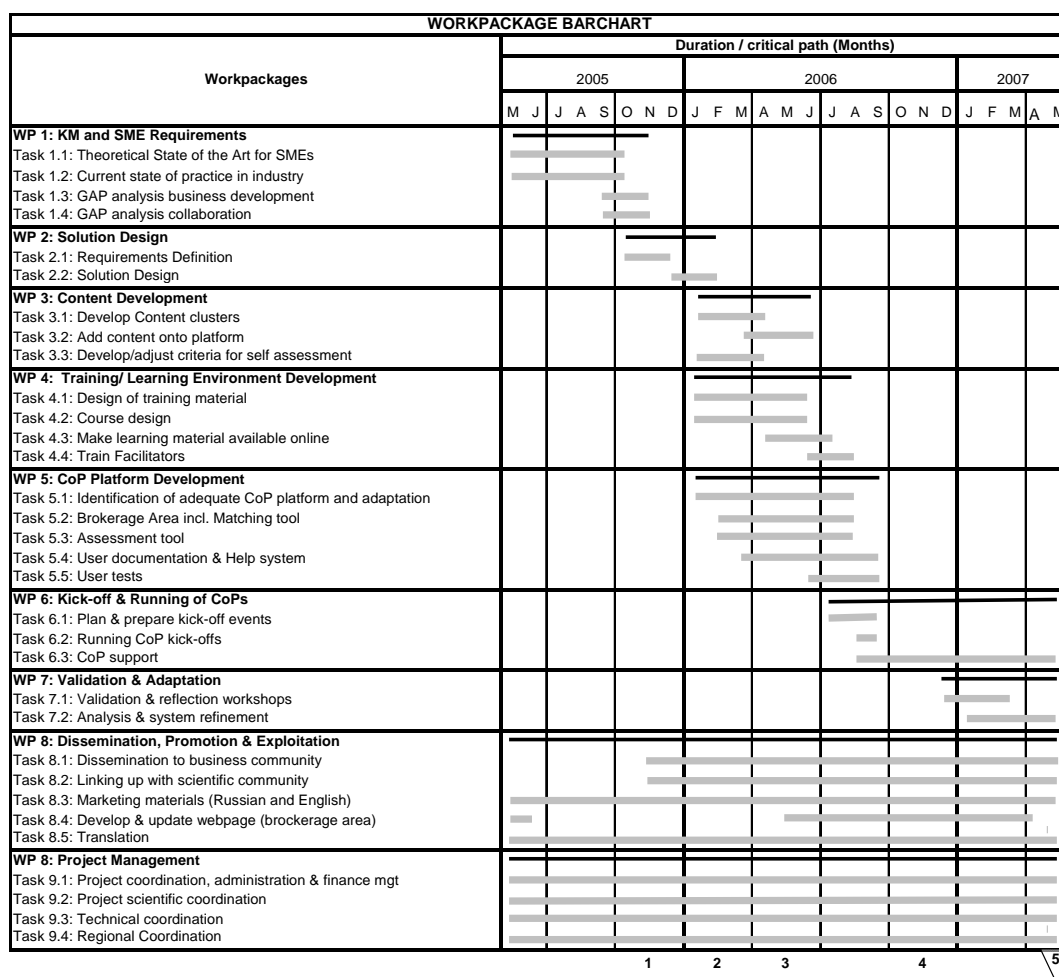 WORKPACKAGE BARCHART
Duration / critical path (Months)
Workpackages
2005 2006 2007
M J J A S O N D J F M A M J J A S O N D J F M A M
WP 1: KM and SME Requirements
Task 1.1: Theoretical State of the Art for SMEs
Task 1.2: Current state of practice in industry
Task 1.3: GAP analysis business development
Task 1.4: GAP analysis collaboration
WP 2: Solution Design
Task 2.1: Requirements Definition
Task 2.2: Solution Design
WP 3: Content Development
Task 3.1: Develop Content clusters
Task 3.2: Add content onto platform
Task 3.3: Develop/adjust criteria for self assessment
WP 4: Training/ Learning Environment Development
Task 4.1: Design of training material
Task 4.2: Course design
Task 4.3: Make learning material available online
Task 4.4: Train Facilitators
WP 5: CoP Platform Development
Task 5.1: Identification of adequate CoP platform and adaptation
Task 5.2: Brokerage Area incl. Matching tool
Task 5.3: Assessment tool
Task 5.4: User documentation & Help system
Task 5.5: User tests
WP 6: Kick-off & Running of CoPs
Task 6.1: Plan & prepare kick-off events
Task 6.2: Running CoP kick-offs
Task 6.3: CoP support
WP 7: Validation & Adaptation
Task 7.1: Validation & reflection workshops
Task 7.2: Analysis & system refinement
WP 8: Dissemination, Promotion & Exploitation
Task 8.1: Dissemination to business community
Task 8.2: Linking up with scientific community
Task 8.3: Marketing materials (Russian and English)
Task 8.4: Develop & update webpage (brockerage area)
Task 8.5: Translation
WP 8: Project Management
Task 9.1: Project coordination, administration & finance mgt
Task 9.2: Project scientific coordination
Task 9.3: Technical coordination
Task 9.4: Regional Coordination
1 2 3 4 5